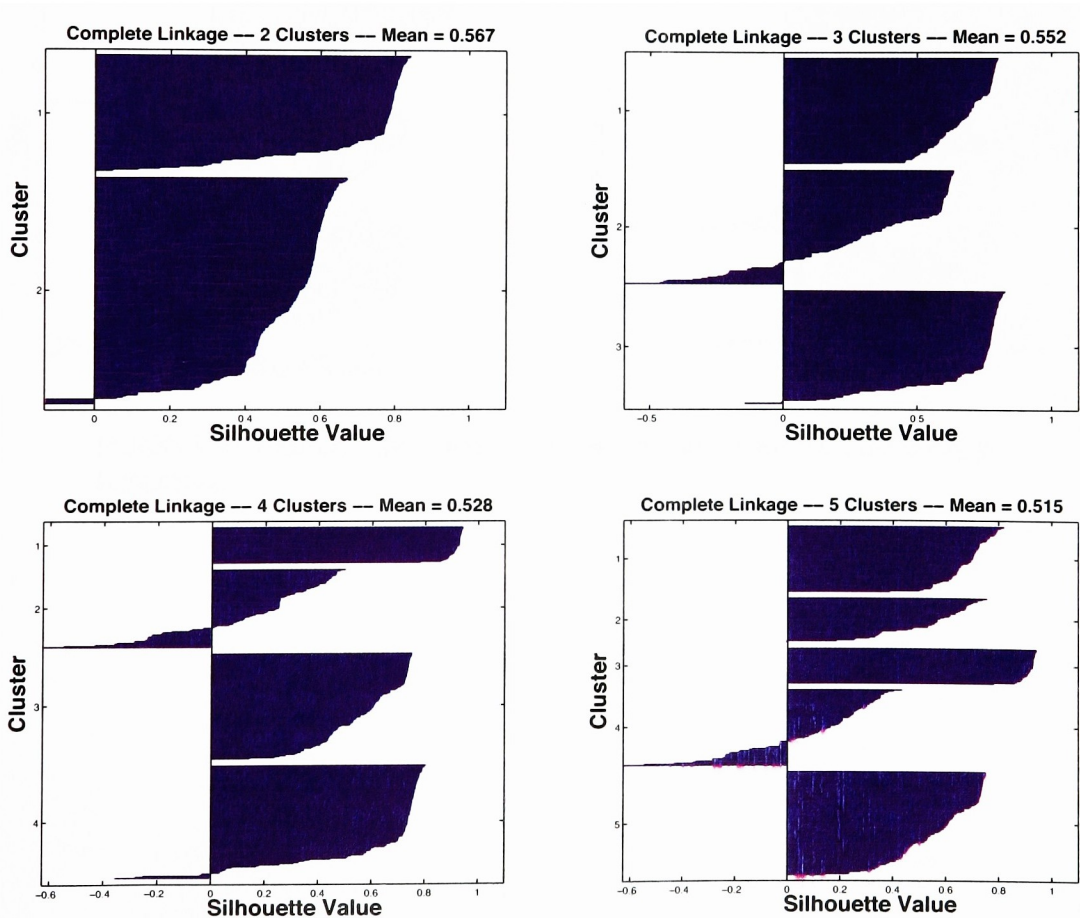 Complete Linkage –– 2 Clusters –– Mean = 0.567
Cluster
1
2
0 0 2 0 4 0 6 0 8 1
Silhouette Value
Complete Linkage –– 3 Clusters –– Mean = 0.552
Cluster
1
2
3
−0 5 0 0.5 1
Silhouette Value
Complete Linkage –– 4 Clusters –– Mean = 0.528
Cluster
1
2
3
4
−0.6 −0.4 −0.2 0 0.2 0.4 0.6 0.8 1
Silhouette Value
Complete Linkage –– 5 Clusters –– Mean = 0.515
Cluster
1
2
3
4
5
−0.6 −0.4 −0.2 0 0.2 0.4 0.6 0.8 1
Silhouette Value